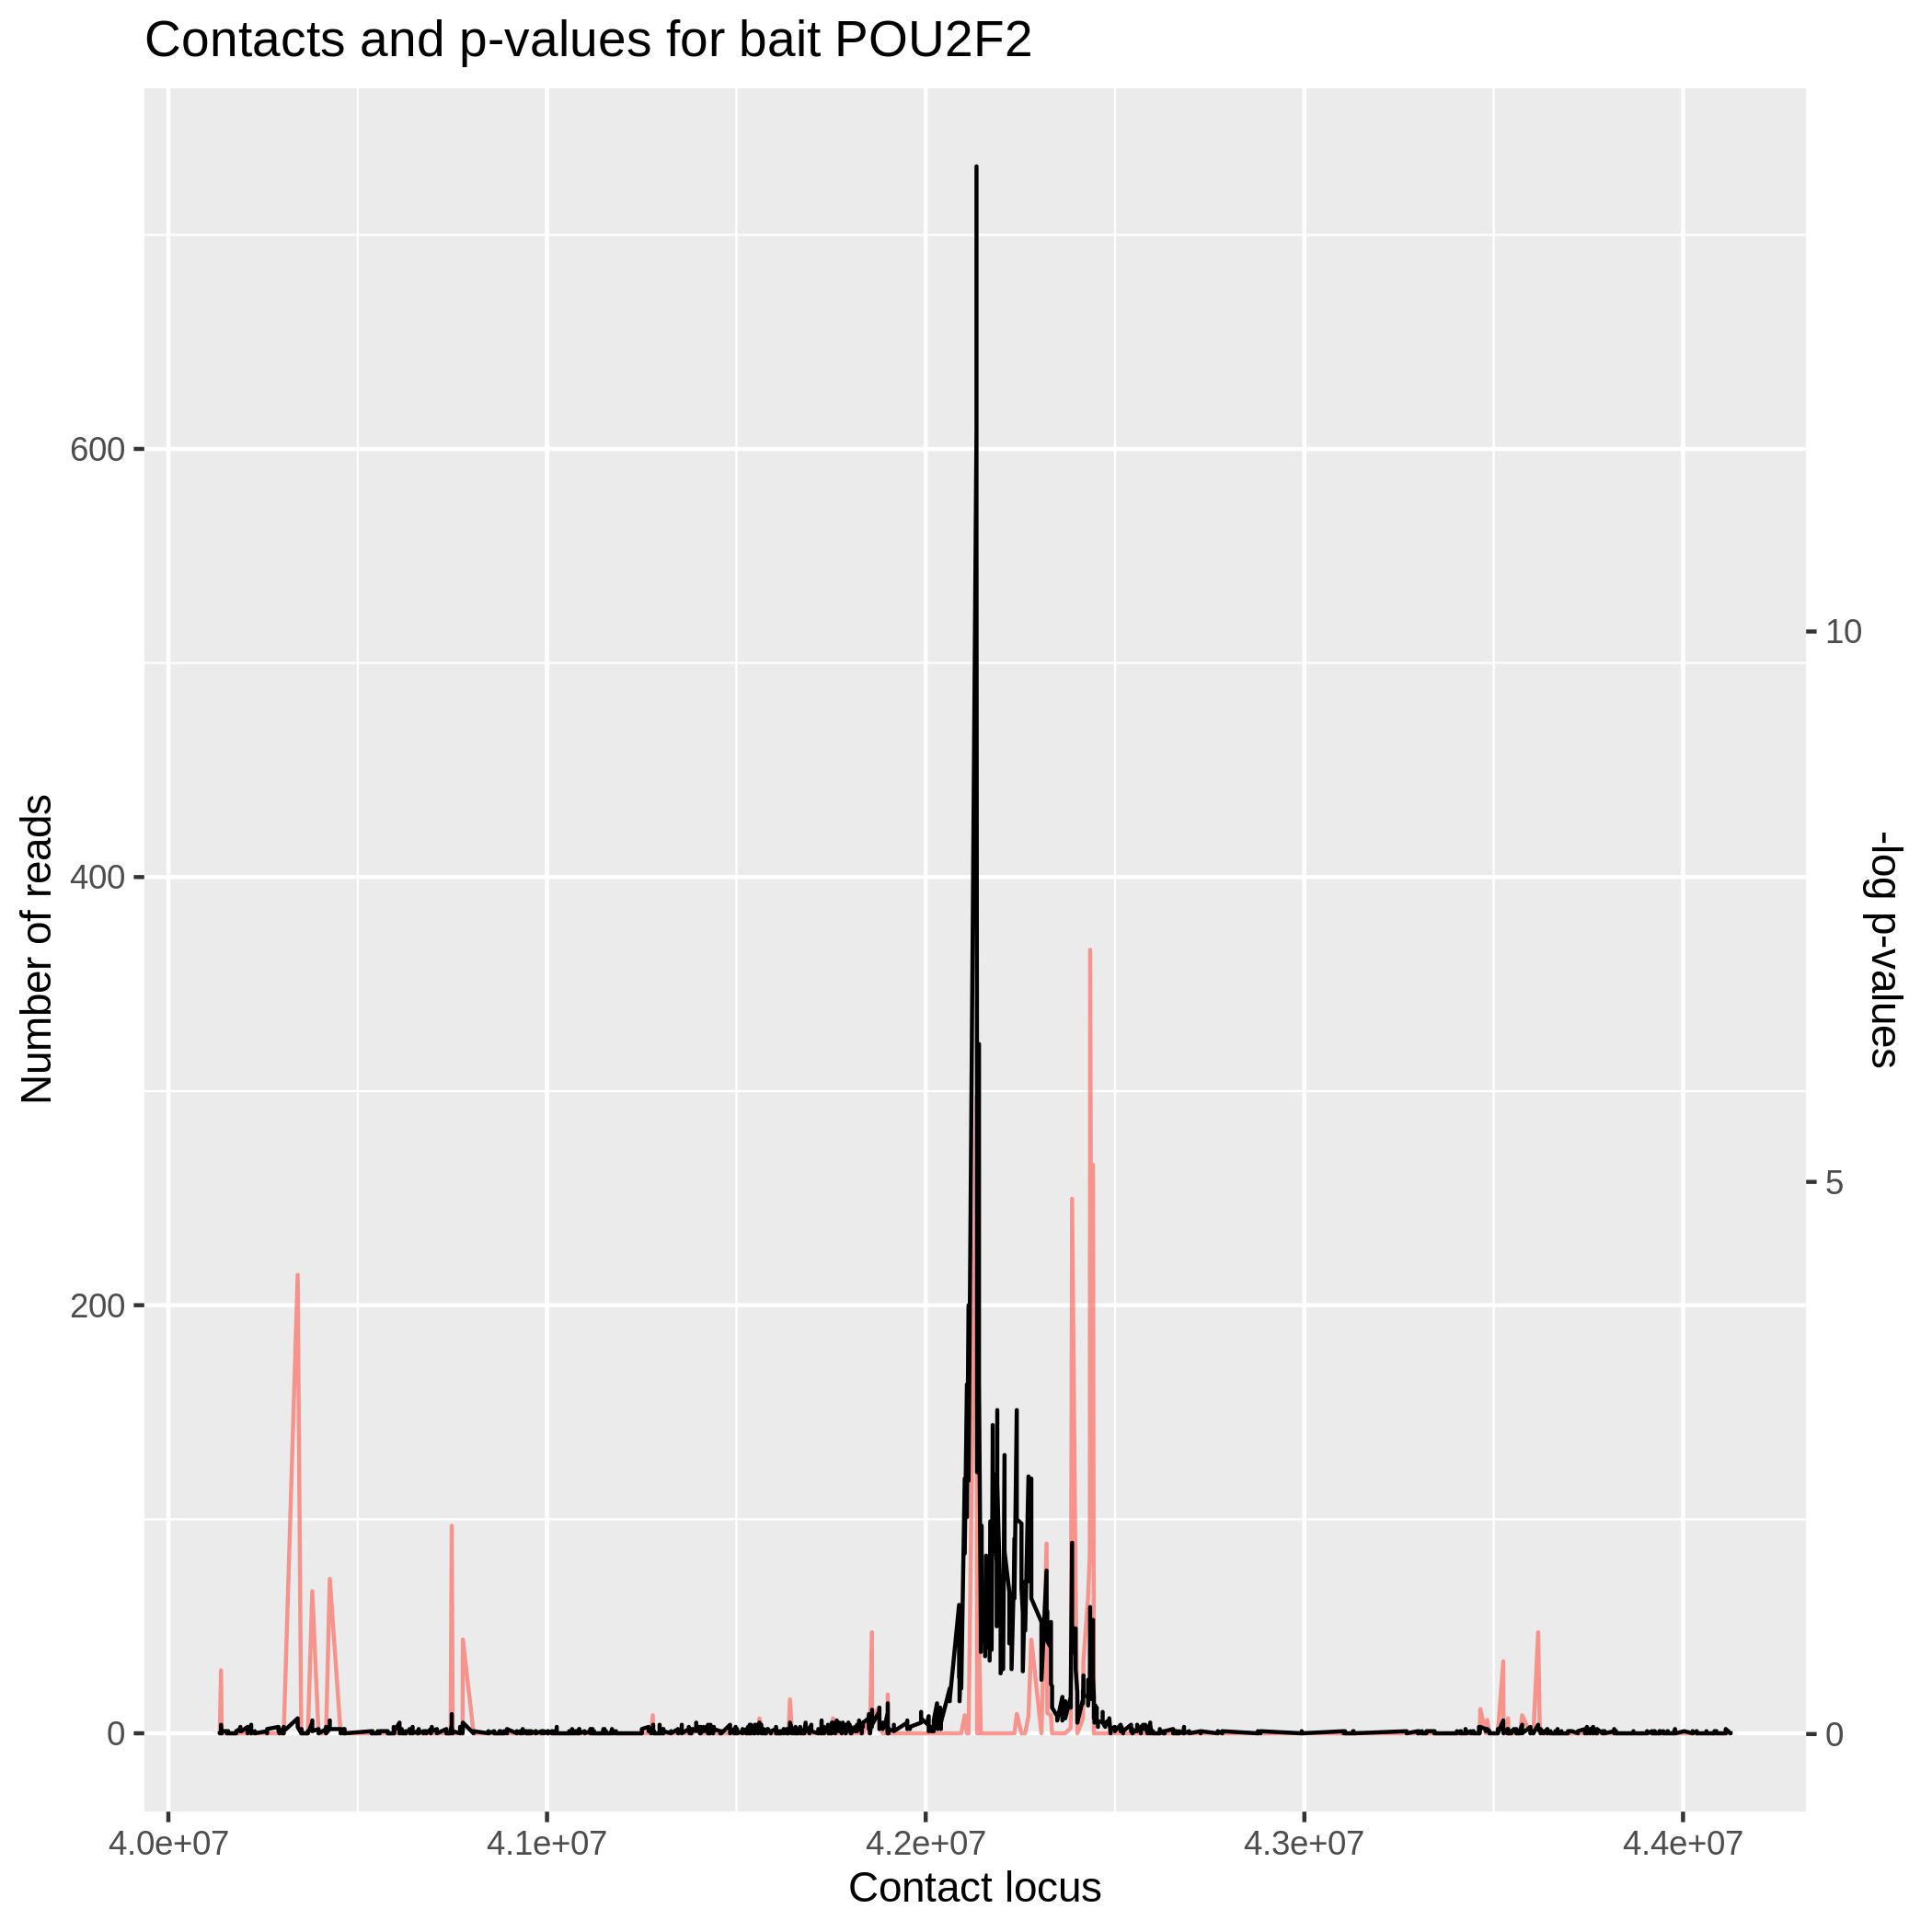 Contacts and p-values for bait POU2F2
Number of reads
600
400
200
0
10
5
0
-log p-values
4.0e+07
4.1e+07
4.2e+07
4.3e+07
4.4e+07
Contact locus